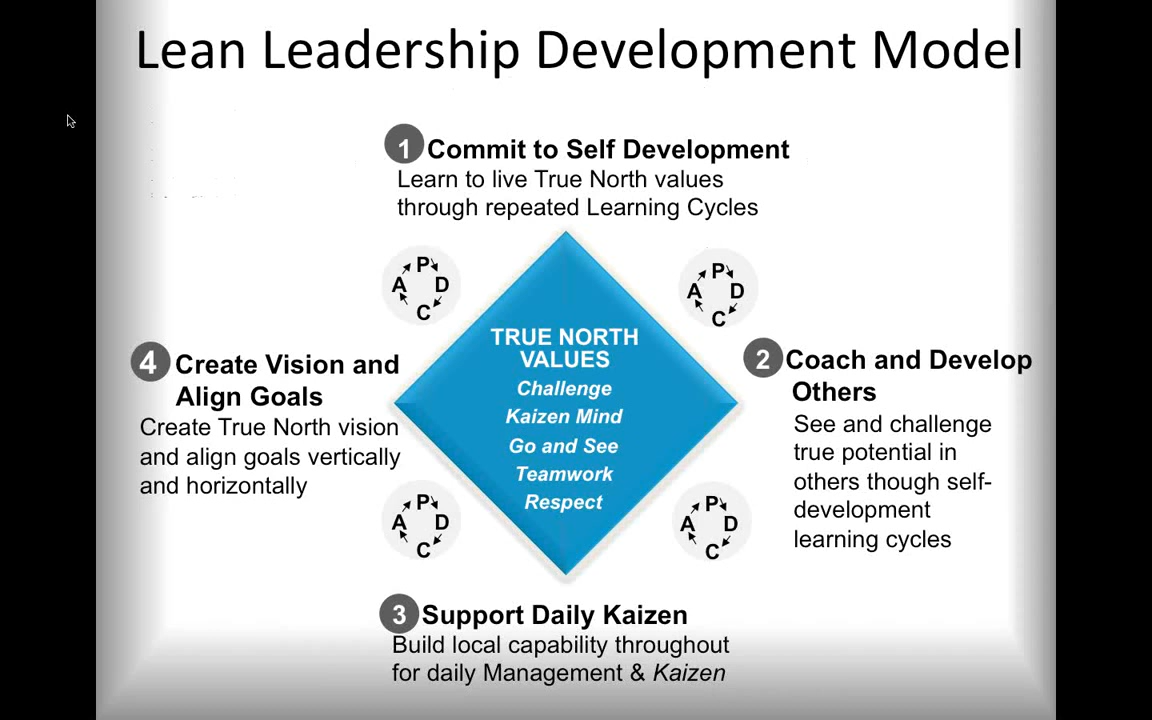 Lean Leadership Development Model
1 Commit to Self Development
Learn to live True North values
through repeated Learning Cycles
P
A D
C
P
A D
C
TRUE NORTH
VALUES
Challenge
Kaizen Mind
Go and See
Teamwork
Respect
2 Coach and Develop
Others
See and challenge
true potential in
others though self-
development
learning cycles
4 Create Vision and
Align Goals
Create True North vision
and align goals vertically
and horizontally
P
A D
C
P
A D
C
3 Support Daily Kaizen
Build local capability throughout
for daily Management & Kaizen